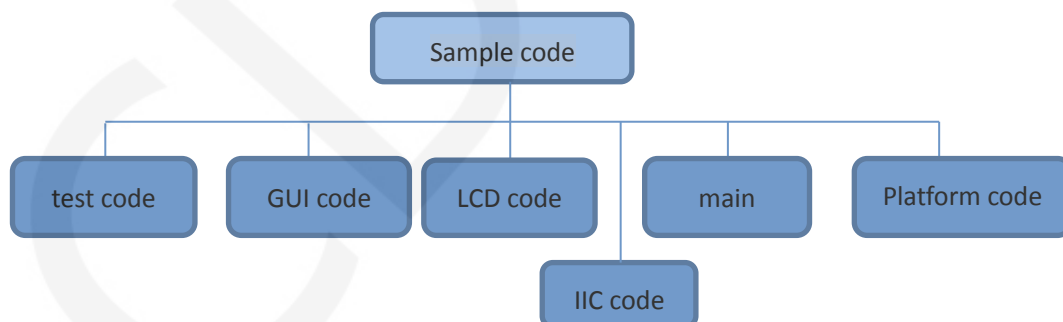 Sample code
test code
GUI code
LCD code
main
Platform code
IIC code